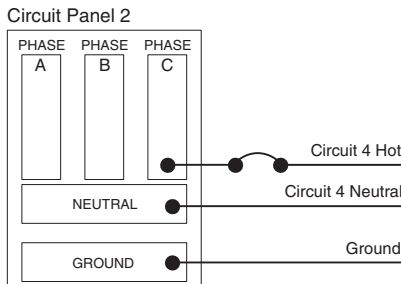 Circuit Panel 2
PHASE PHASE PHASE
A B C
Circuit 4 Hot
Circuit 4 Neutral
NEUTRAL
Ground
GROUND